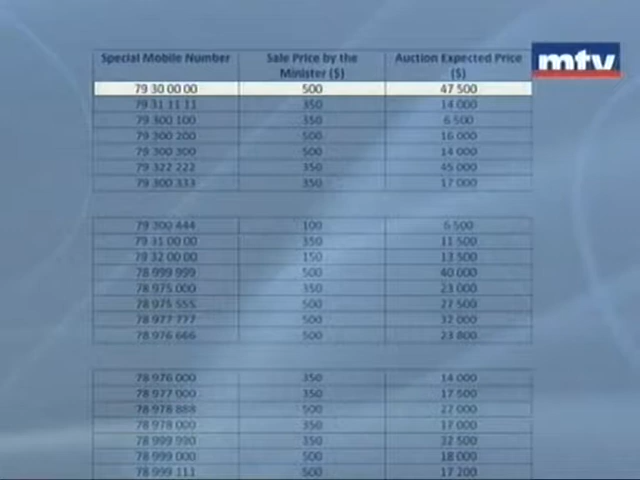 mtv
Special Mobile Number Sale Price by the Minister ($) Auction Expected Price ($)
79 30 00 00 500 47 500
79 31 11 11 350 14 000
79 300 100 350 6 500
79 300 200 500 16 000
79 300 300 500 14 000
79 322 222 350 45 000
79 300 333 350 17 000
79 300 444 100 6 500
79 31 00 00 350 11 500
79 32 00 00 150 13 500
78 999 999 500 40 000
78 975 000 350 23 000
78 975 555 500 27 500
78 977 777 500 32 000
78 976 666 500 23 800
78 976 000 350 14 000
78 977 000 350 17 500
78 978 888 500 27 000
78 978 000 350 17 000
78 999 990 350 32 500
78 999 000 500 18 000
78 999 111 500 17 200